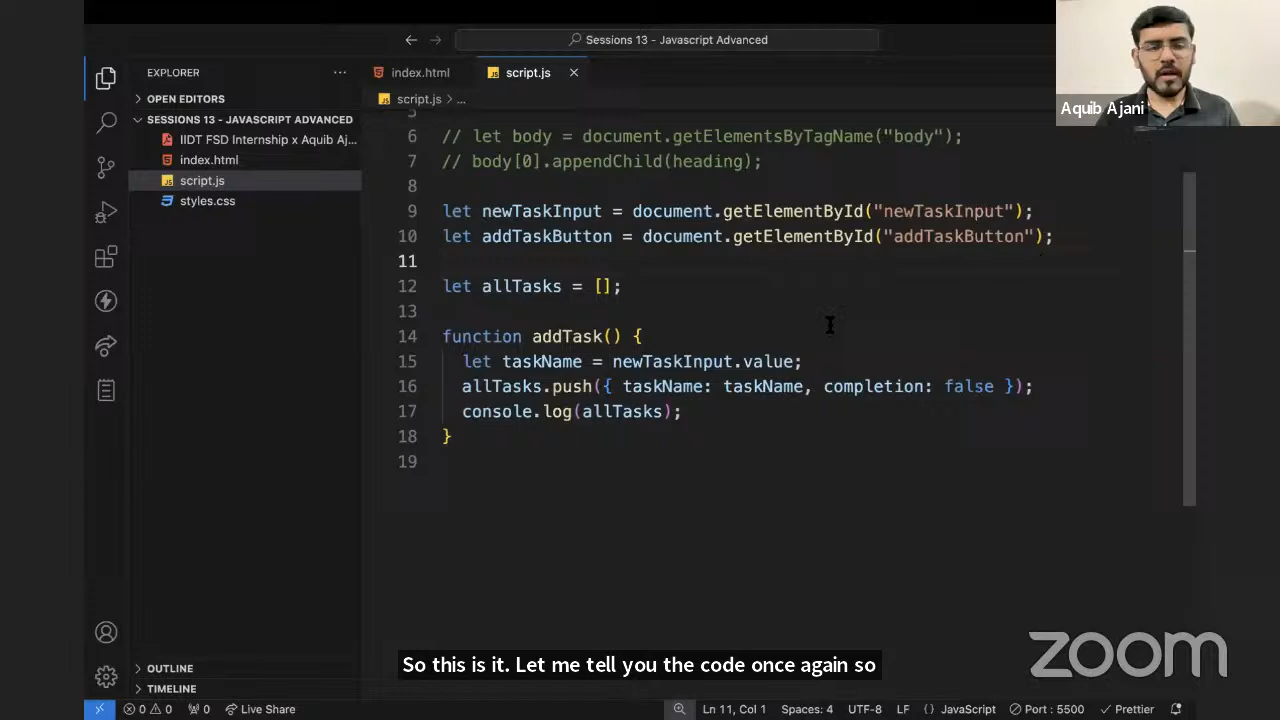 Sessions 13 - Javascript Advanced
Aquib Ajani
EXPLORER
index.html
script.js
OPEN EDITORS
script.js > ...
SESSIONS 13 - JAVASCRIPT ADVANCED
IIDT FSD Internship x Aquib Aj...
index.html
script.js
styles.css
6 // let body = document.getElementsByTagName("body");
7 // body[0].appendChild(heading);
8
9 let newTaskInput = document.getElementById("newTaskInput");
10 let addTaskButton = document.getElementById("addTaskButton");
11
12 let allTasks = [];
13
14 function addTask() {
15 let taskName = newTaskInput.value;
16 allTasks.push({ taskName: taskName, completion: false });
17 console.log(allTasks);
18 }
19
So this is it. Let me tell you the code once again so
zoom
OUTLINE
TIMELINE
0 0 0 Live Share Ln 11, Col 1 Spaces: 4 UTF-8 LF {} JavaScript Port : 5500 Prettier